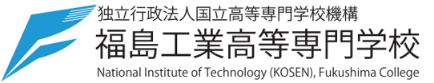 独立行政法人国立高等専門学校機構
福島工業高等専門学校
National Institute of Technology (KOSEN), Fukushima College